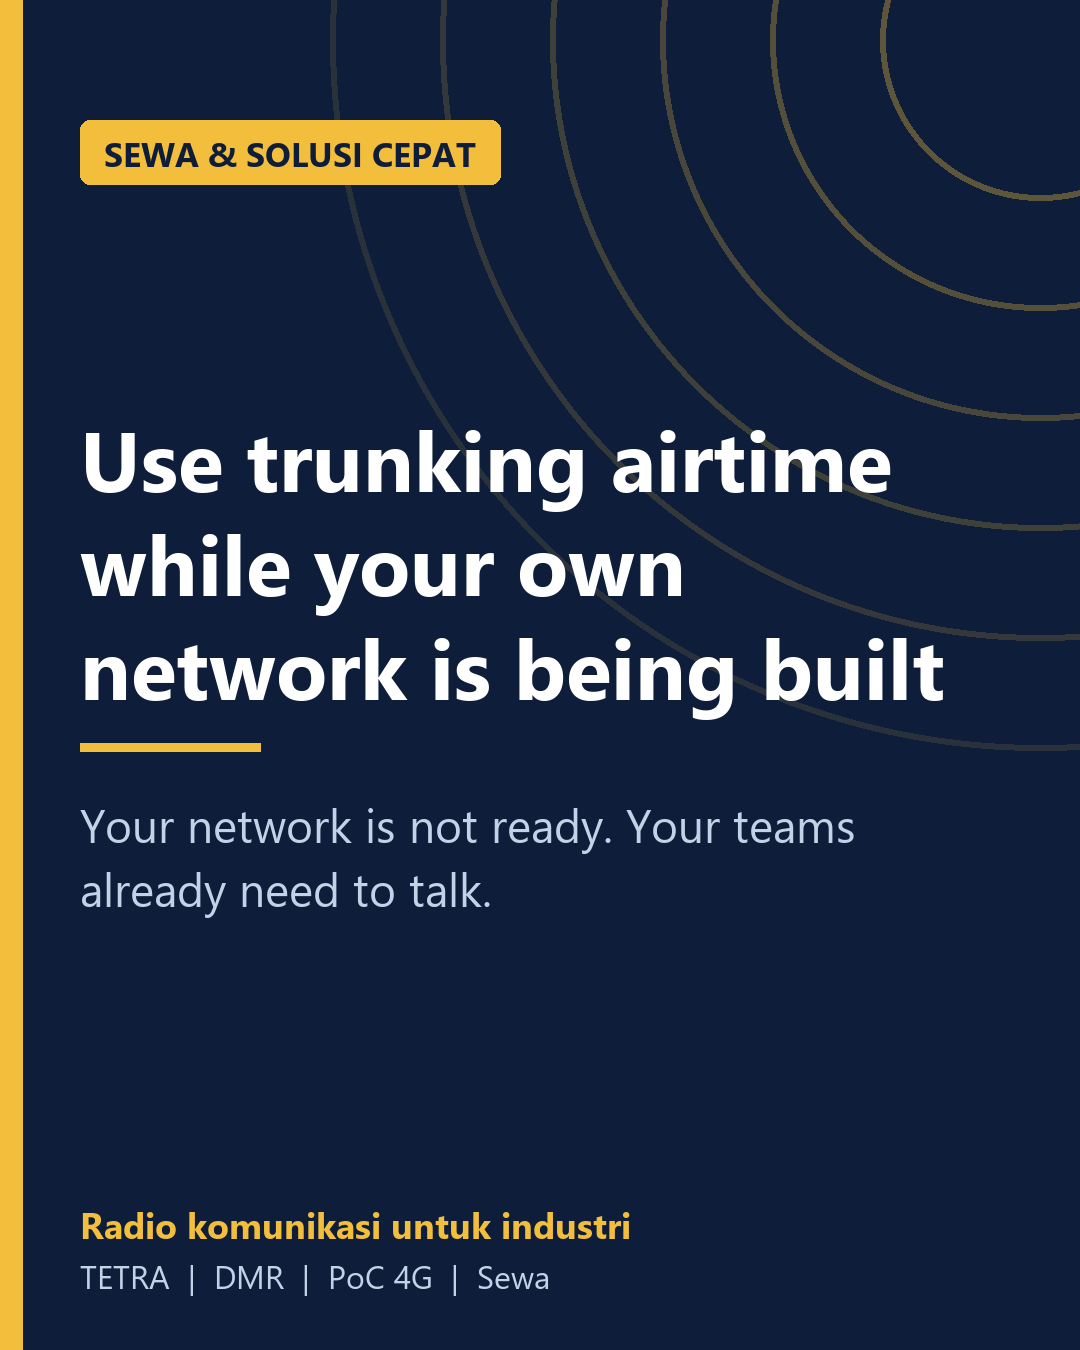 SEWA & SOLUSI CEPAT
Use trunking airtime
while your own
network is being built
Your network is not ready. Your teams
already need to talk.
Radio komunikasi untuk industri
TETRA | DMR | PoC 4G | Sewa